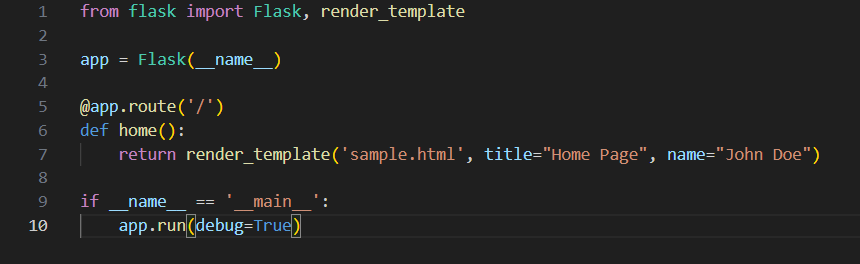 1 from flask import Flask, render_template
2
3 app = Flask(__name__)
4
5 @app.route('/')
6 def home():
7     return render_template('sample.html', title="Home Page", name="John Doe")
8
9 if __name__ == '__main__':
10     app.run(debug=True)